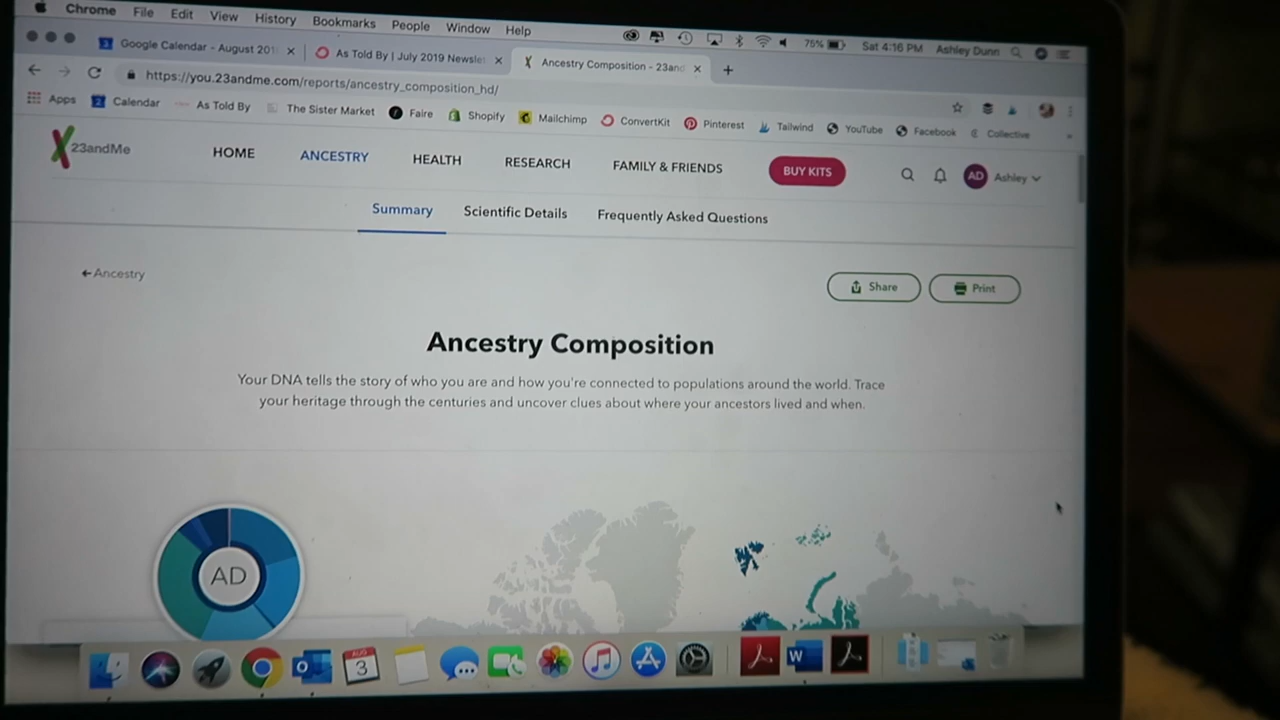 Chrome File Edit View History Bookmarks People Window Help 75% Sat 4:16 PM Ashley Dunn
Google Calendar - August 201 As Told By | July 2019 Newsle Ancestry Composition - 23and
https://you.23andme.com/reports/ancestry_composition_hd/
Apps Calendar As Told By The Sister Market Faire Shopify Mailchimp ConvertKit Pinterest Tailwind YouTube Facebook Collective
23andMe HOME ANCESTRY HEALTH RESEARCH FAMILY & FRIENDS BUY KITS AD Ashley
Summary Scientific Details Frequently Asked Questions
Ancestry Share Print
Ancestry Composition
Your DNA tells the story of who you are and how you're connected to populations around the world. Trace
your heritage through the centuries and uncover clues about where your ancestors lived and when.
AD
AUG
3
W